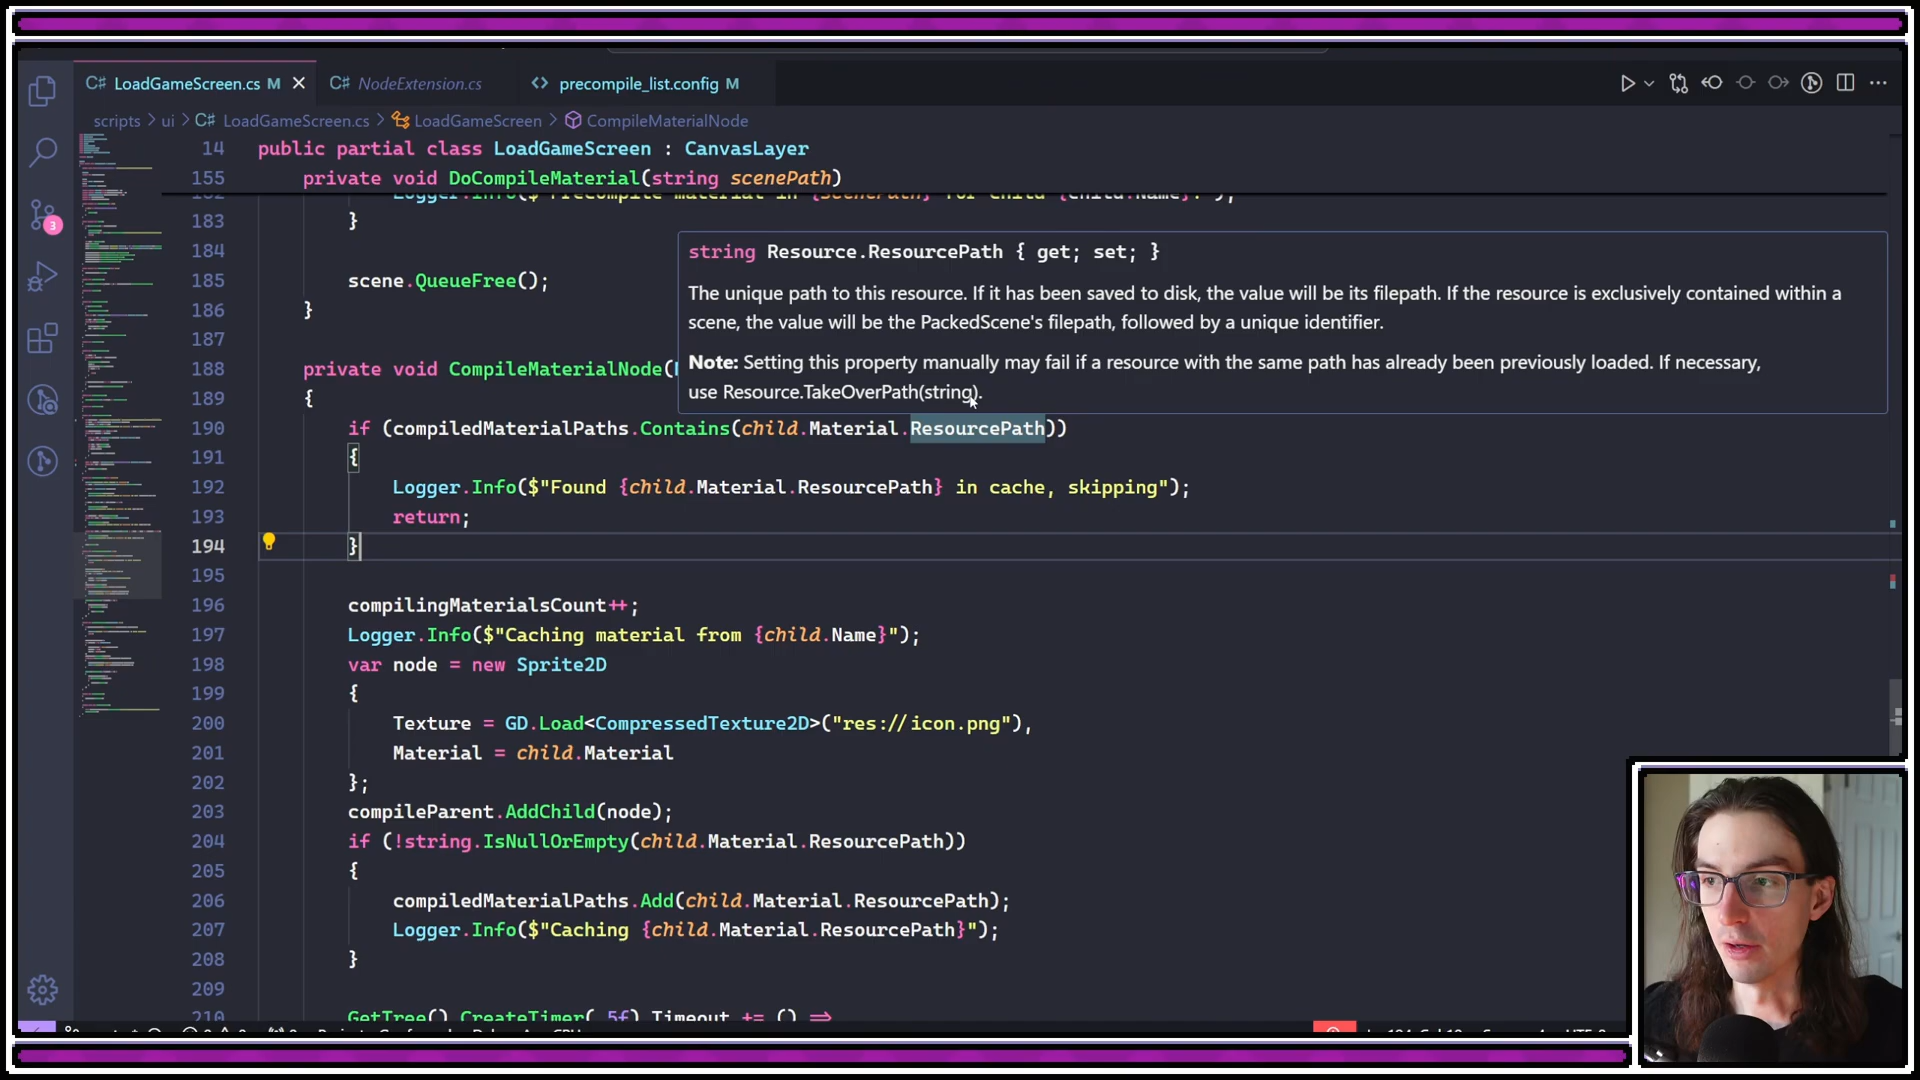 C# LoadGameScreen.cs M
C# NodeExtension.cs
<> precompile_list.config M
scripts > ui > C# LoadGameScreen.cs > LoadGameScreen > CompileMaterialNode
14 public partial class LoadGameScreen : CanvasLayer
155 private void DoCompileMaterial(string scenePath)
183 }
184
185 scene.QueueFree();
186 }
187
188 private void CompileMaterialNode(
189 {
190 if (compiledMaterialPaths.Contains(child.Material.ResourcePath))
191 {
192 Logger.Info($"Found {child.Material.ResourcePath} in cache, skipping");
193 return;
194 }
195
196 compilingMaterialsCount++;
197 Logger.Info($"Caching material from {child.Name}");
198 var node = new Sprite2D
199 {
200 Texture = GD.Load<CompressedTexture2D>("res://icon.png"),
201 Material = child.Material
202 };
203 compileParent.AddChild(node);
204 if (!string.IsNullOrEmpty(child.Material.ResourcePath))
205 {
206 compiledMaterialPaths.Add(child.Material.ResourcePath);
207 Logger.Info($"Caching {child.Material.ResourcePath}");
208 }
209
210 GetTree().CreateTimer(.5f).Timeout += () =>
string Resource.ResourcePath { get; set; }
The unique path to this resource. If it has been saved to disk, the value will be its filepath. If the resource is exclusively contained within a
scene, the value will be the PackedScene's filepath, followed by a unique identifier.
Note: Setting this property manually may fail if a resource with the same path has already been previously loaded. If necessary,
use Resource.TakeOverPath(string).
3